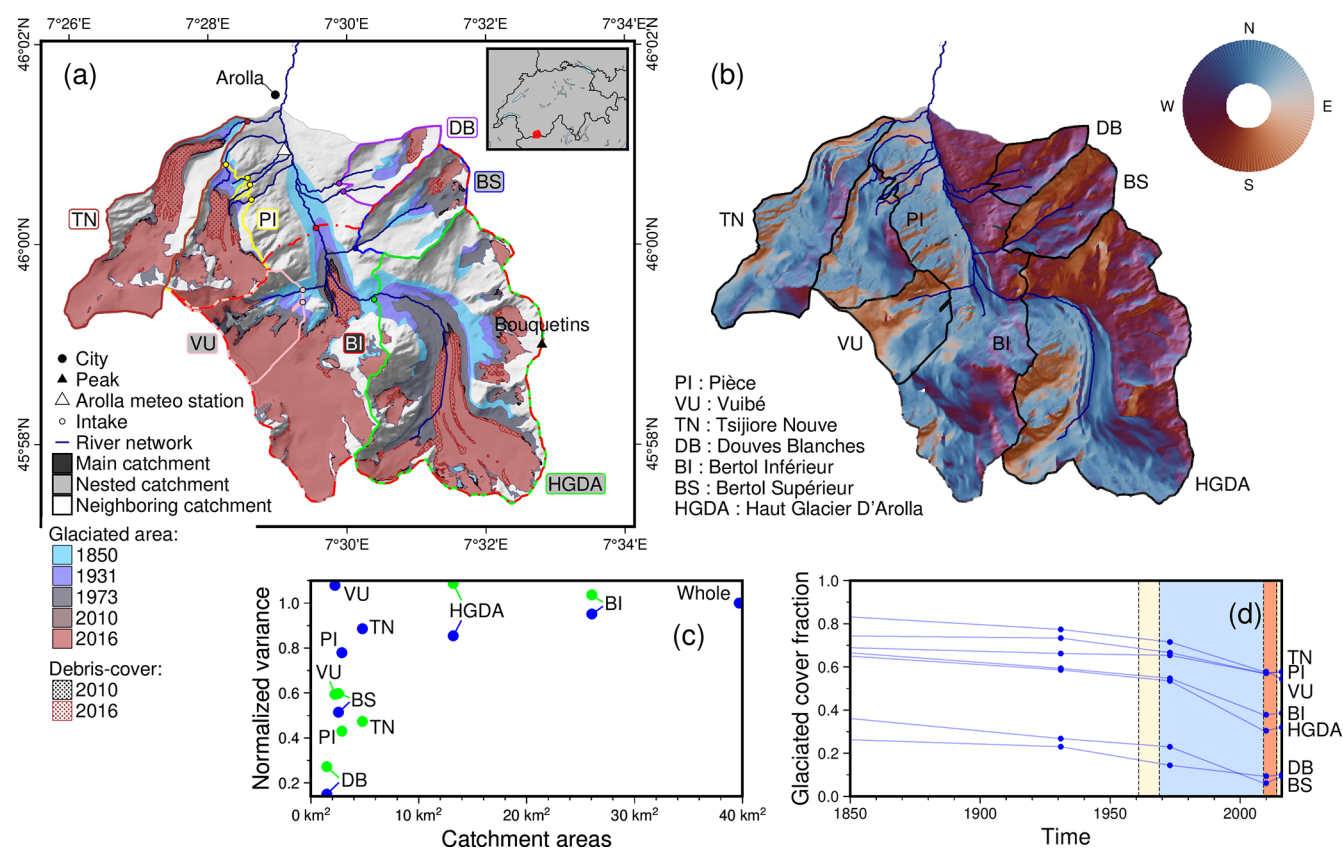 7°26'E 7°28'E 7°30'E 7°32'E 7°34'E
46°02'N
46°02'N
(a)
Arolla
DB
BS
TN
PI
46°00'N
46°00'N
VU
BI
Bouquetins
City
Peak
Arolla meteo station
Intake
River network
Main catchment
Nested catchment
Neighboring catchment
45°58'N
45°58'N
HGDA
7°30'E 7°32'E 7°34'E
Glaciated area:
1850
1931
1973
2010
2016
Debris-cover:
2010
2016
(b)
N
W E
S
DB
BS
TN
PI
VU
BI
HGDA
PI : Pièce
VU : Vuibé
TN : Tsijiore Nouve
DB : Douves Blanches
BI : Bertol Inférieur
BS : Bertol Supérieur
HGDA : Haut Glacier D'Arolla
(c)
Normalized variance
1.0
0.8
0.6
0.4
0.2
VU
HGDA
BI
Whole
TN
PI
VU
BS
TN
PI
DB
0 km² 10 km² 20 km² 30 km² 40 km²
Catchment areas
(d)
Glaciated cover fraction
1.0
0.8
0.6
0.4
0.2
0.0
TN
PI
VU
BI
HGDA
DB
BS
1850 1900 1950 2000
Time